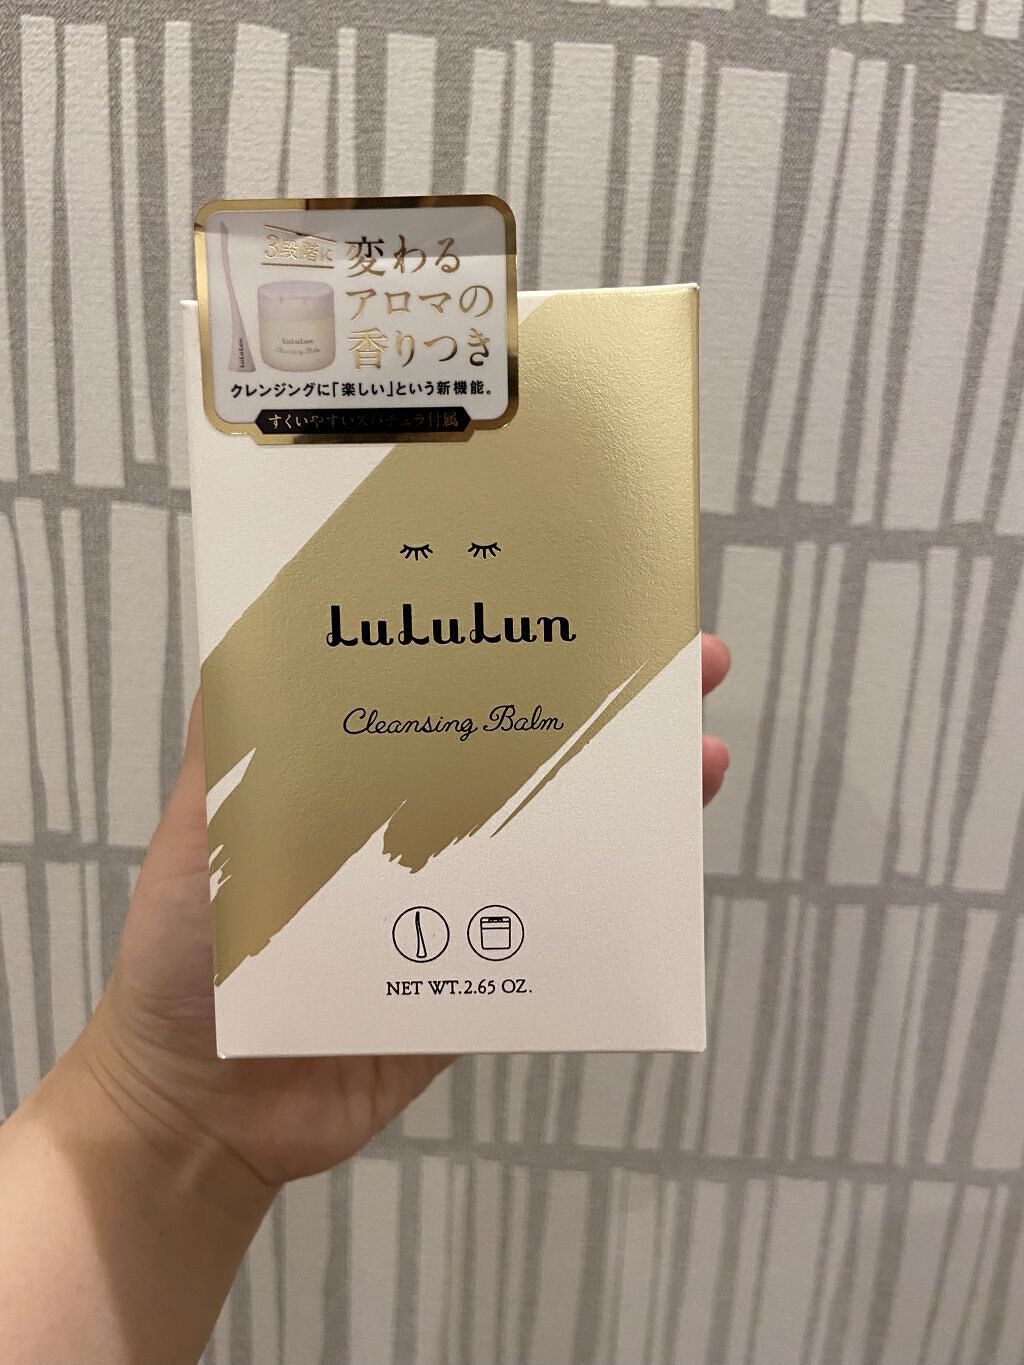 3段階に
変わる
アロマの
香りつき
LuLuLun
LuLuLun
Cleansing Balm
クレンジングに「楽しい」という新機能。
すくいやすいスパチュラ付属
LuLuLun
Cleansing Balm
NET WT.2.65 OZ.